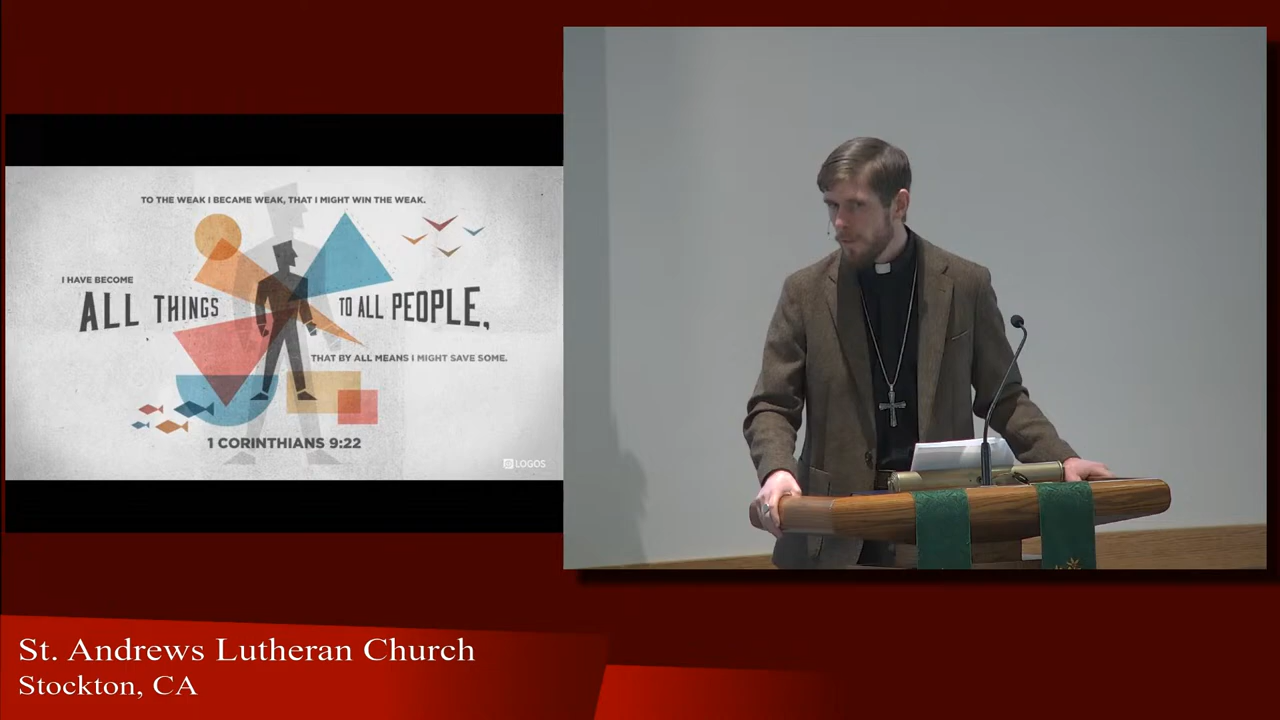 TO THE WEAK I BECAME WEAK, THAT I MIGHT WIN THE WEAK.
I HAVE BECOME
ALL THINGS TO ALL PEOPLE,
THAT BY ALL MEANS I MIGHT SAVE SOME.
1 CORINTHIANS 9:22
LOGOS
St. Andrews Lutheran Church
Stockton, CA